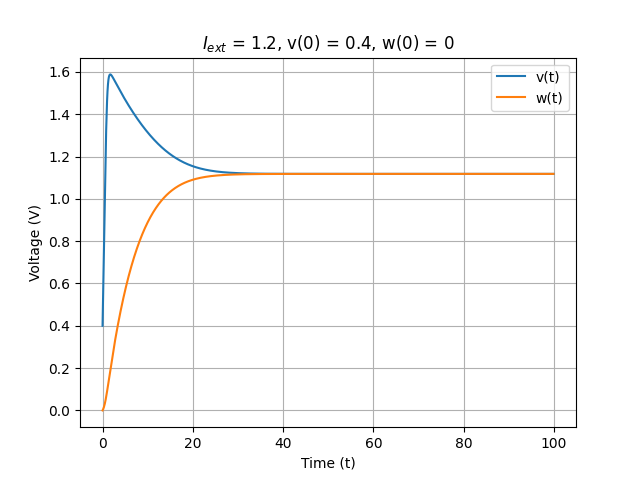 I_ext = 1.2, v(0) = 0.4, w(0) = 0
v(t)
w(t)
Voltage (V)
1.6
1.4
1.2
1.0
0.8
0.6
0.4
0.2
0.0
0 20 40 60 80 100
Time (t)